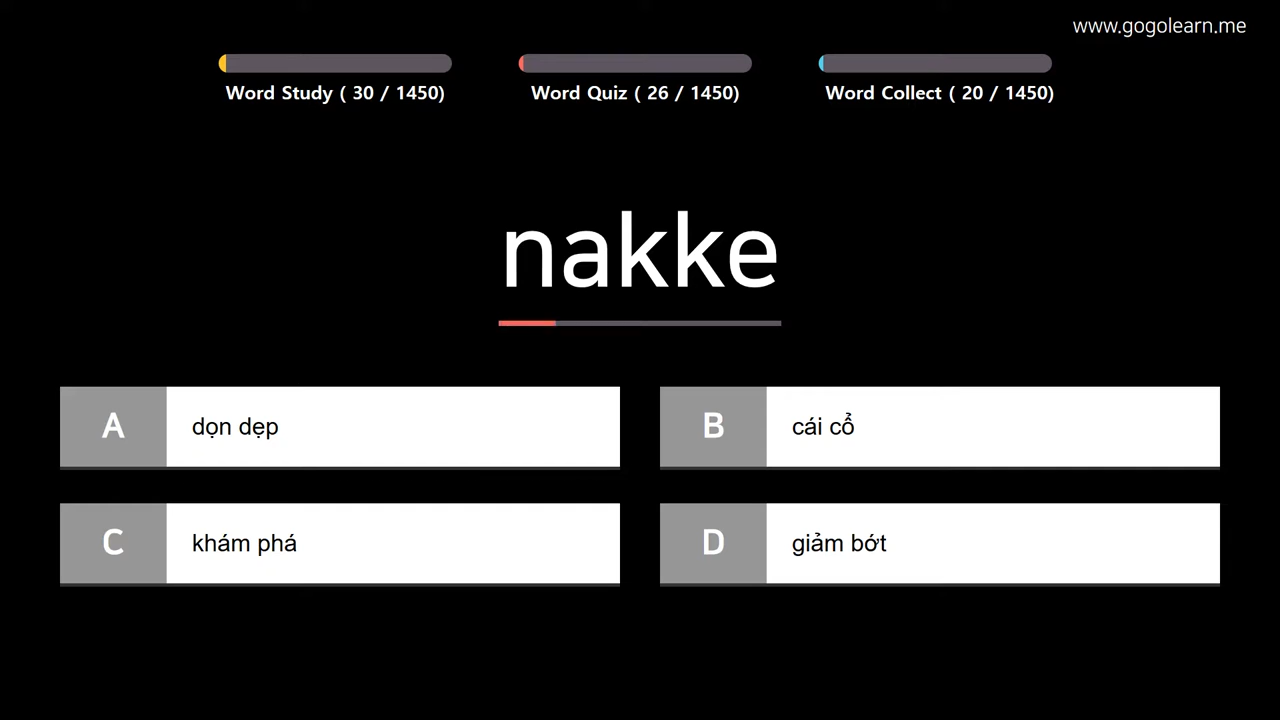 www.gogolearn.me
Word Study ( 30 / 1450)
Word Quiz ( 26 / 1450)
Word Collect ( 20 / 1450)
nakke
A dọn dẹp
B cái cổ
C khám phá
D giảm bớt